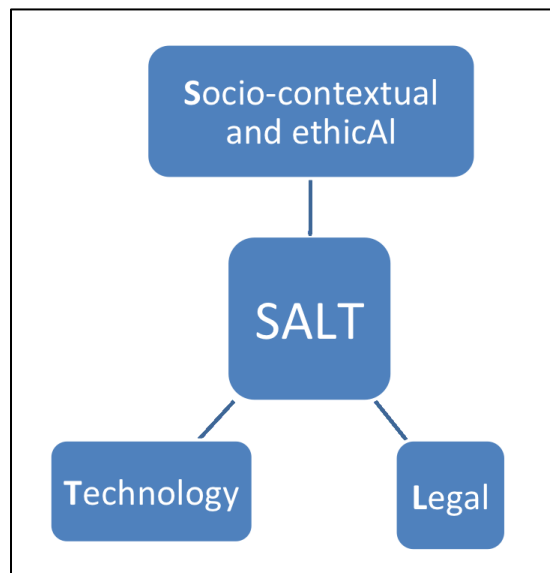 Socio-contextual
and ethicAl
SALT
Technology
Legal